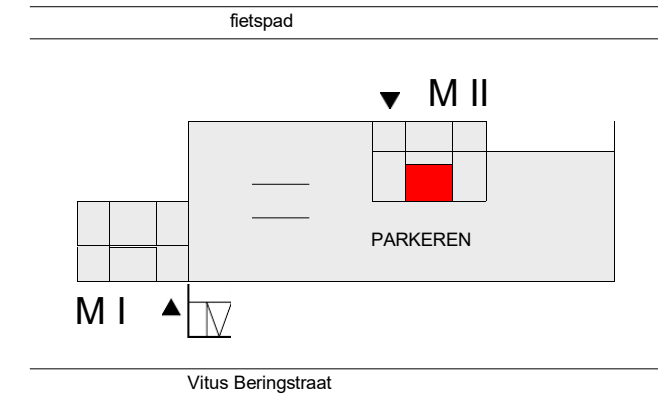 fietspad
M II
PARKEREN
M I
Vitus Beringstraat